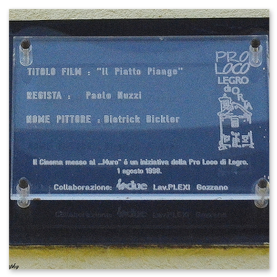 PRO
LOCO
LEGRO
TITOLO FILM : "Il Piatto Piange"
REGISTA : Paolo Nuzzi
NOME PITTORE : Dietrick Bickler
Il Cinema messo al „Muro" è un iniziativa della Pro Loco di Legro.
1 agosto 1998.
Collaborazione: Lav.PLEXI Gozzano